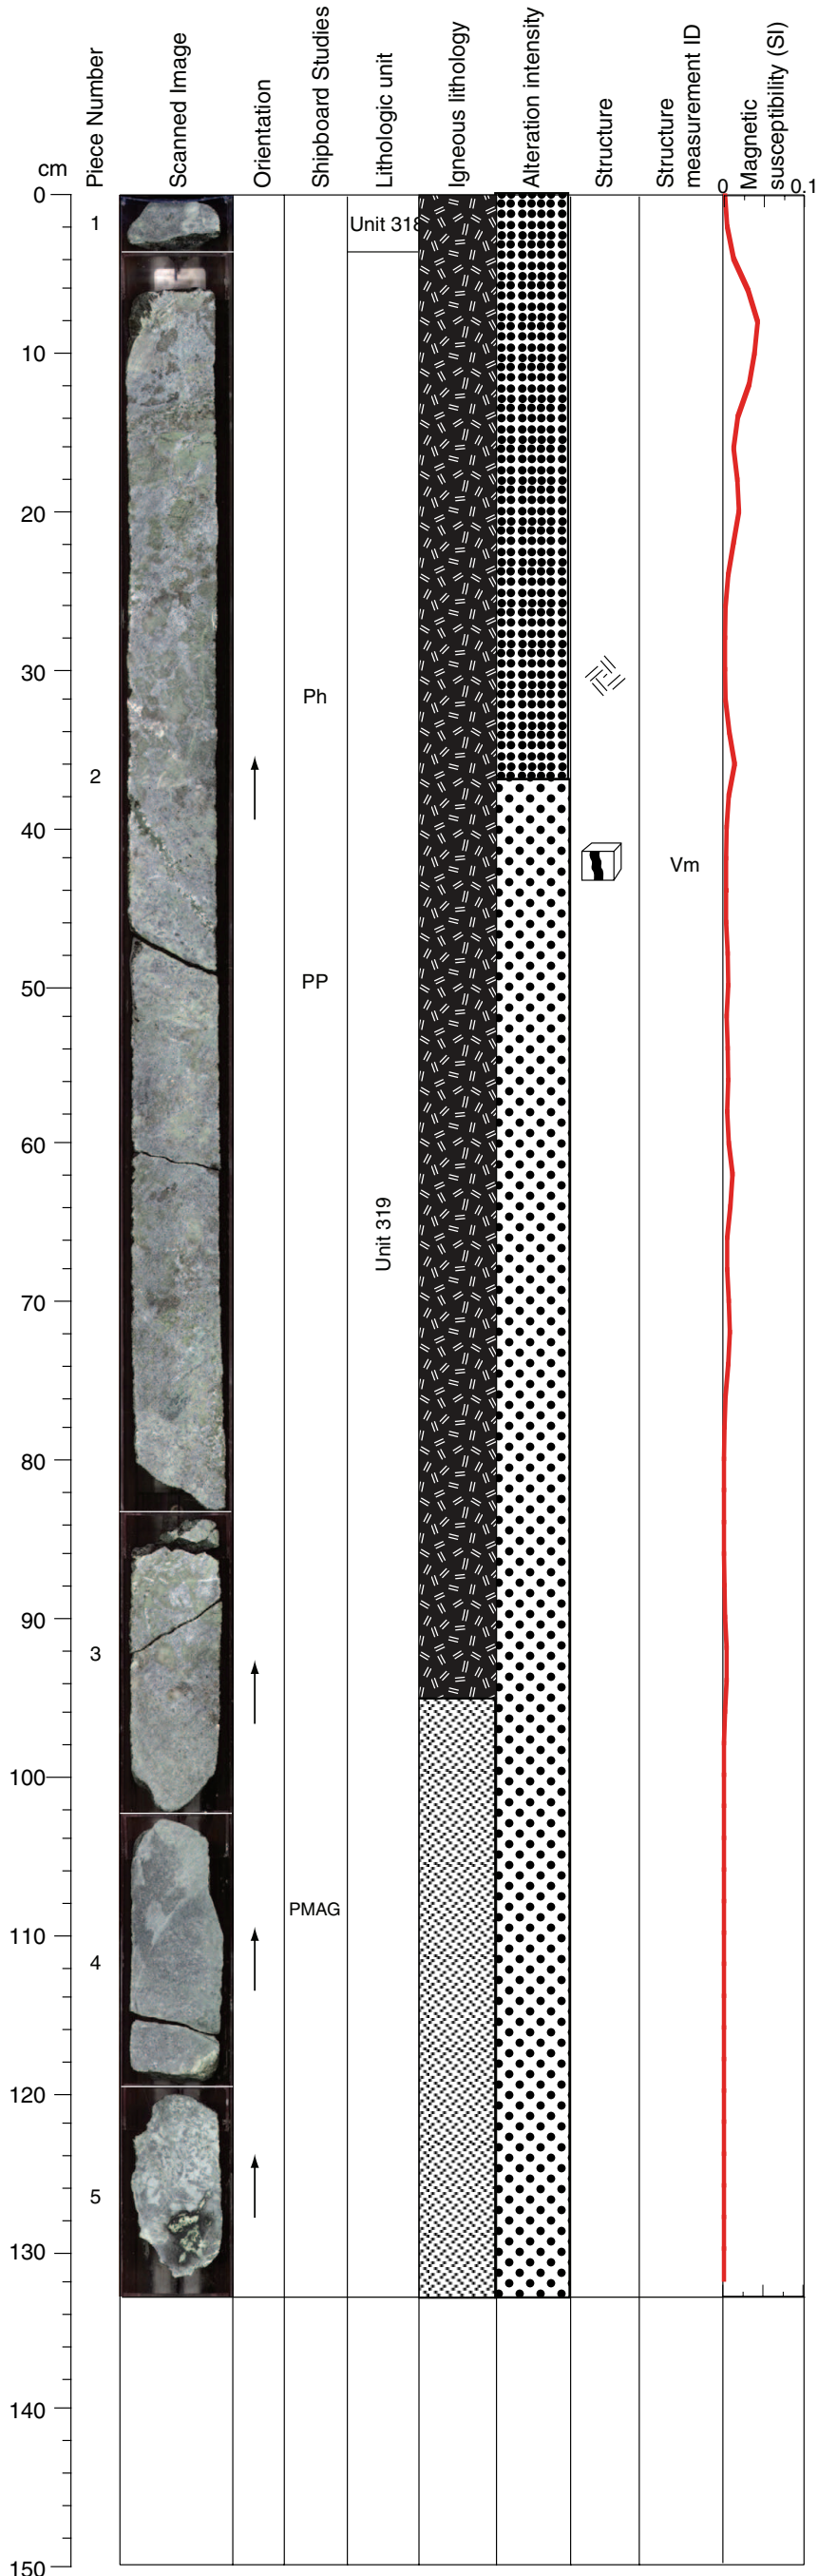 cm
Piece Number
Scanned Image
Orientation
Shipboard Studies
Lithologic unit
Igneous lithology
Alteration intensity
Structure
Structure
measurement ID
Magnetic
susceptibility (SI)
0 0.1
0
1
Unit 318
10
20
30
Ph
2
40
Vm
50
PP
60
Unit 319
70
80
90
3
100
PMAG
110
4
120
5
130
140
150